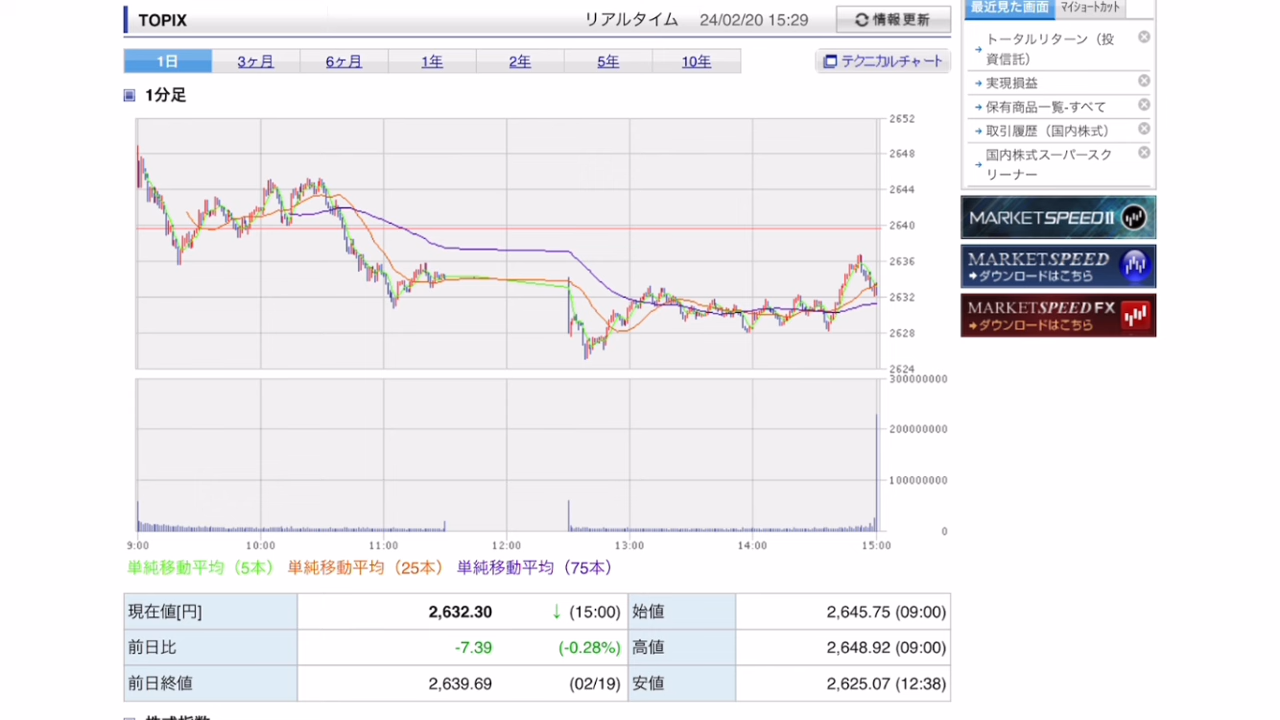 TOPIX
リアルタイム 24/02/20 15:29
情報更新
1日 3ヶ月 6ヶ月 1年 2年 5年 10年
テクニカルチャート
1分足
2652
2648
2644
2640
2636
2632
2628
2624
300000000
200000000
100000000
0
9:00 10:00 11:00 12:00 13:00 14:00 15:00
単純移動平均（5本） 単純移動平均（25本） 単純移動平均（75本）
現在値[円] 2,632.30 ↓ (15:00) 始値 2,645.75 (09:00)
前日比 -7.39 (-0.28%) 高値 2,648.92 (09:00)
前日終値 2,639.69 (02/19) 安値 2,625.07 (12:38)
最近見た画面 マイショートカット
トータルリターン（投
資信託）
実現損益
保有商品一覧-すべて
取引履歴（国内株式）
国内株式スーパースク
リーナー
MARKETSPEED II
MARKETSPEED
ダウンロードはこちら
MARKETSPEED FX
ダウンロードはこちら